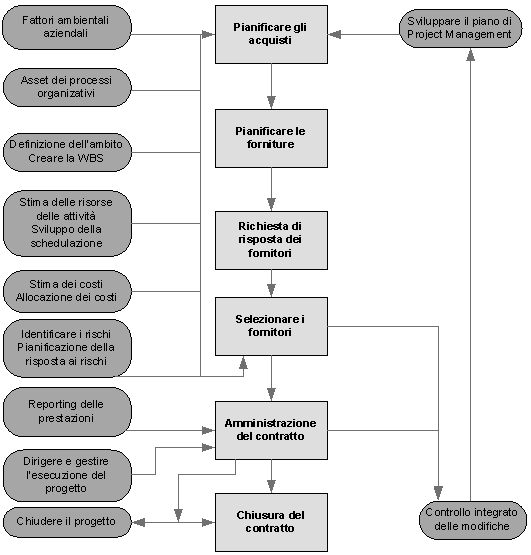 Fattori ambientali
aziendali
Pianificare gli
acquisti
Sviluppare il piano di
Project Management
Asset dei processi
organizzativi
Pianificare le
forniture
Definizione dell'ambito
Creare la WBS
Stima delle risorse
delle attività
Sviluppo della
schedulazione
Richiesta di
risposta dei
fornitori
Stima dei costi
Allocazione dei costi
Selezionare i
fornitori
Identificare i rischi
Pianificazione della
risposta ai rischi
Reporting delle
prestazioni
Amministrazione
del contratto
Dirigere e gestire
l'esecuzione del
progetto
Chiudere il progetto
Chiusura del
contratto
Controllo integrato
delle modifiche